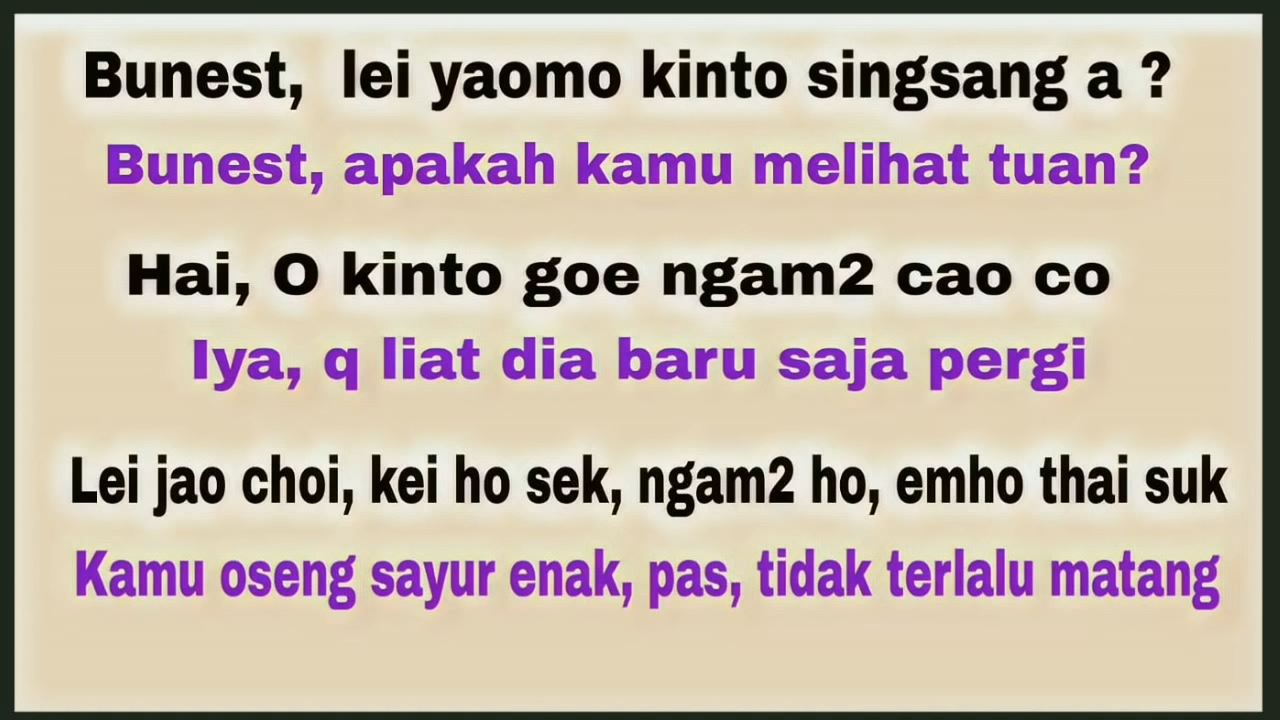 Bunest, lei yaomo kinto singsang a ?
Bunest, apakah kamu melihat tuan?
Hai, O kinto goe ngam2 cao co
Iya, q liat dia baru saja pergi
Lei jao choi, kei ho sek, ngam2 ho, emho thai suk
Kamu oseng sayur enak, pas, tidak terlalu matang